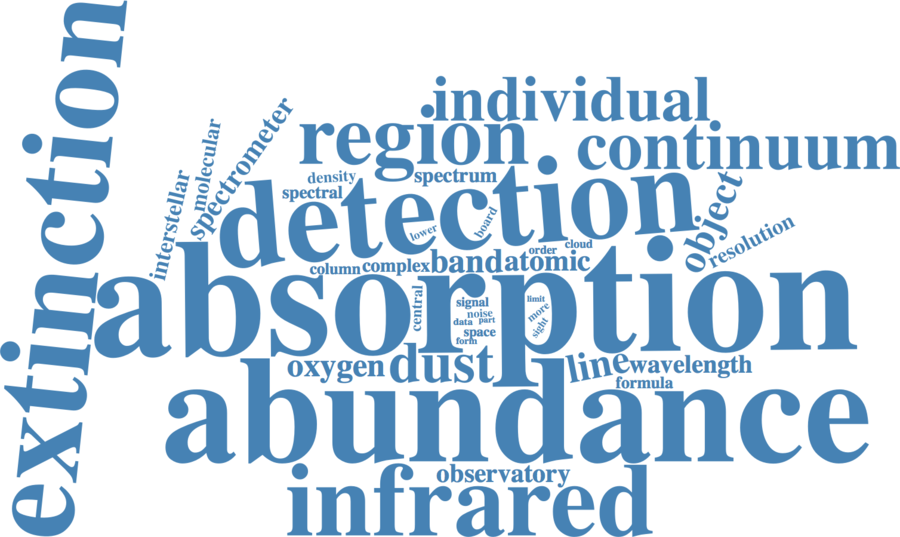 extinction
individual
region
continuum
interstellar
molecular
spectrometer
density
spectrum
spectral
detection
object
resolution
lower
board
order
cloud
column
complex
band
atomic
absorption
central
signal
limit
noise
more
data
part
sight
space
form
oxygen
dust
line
wavelength
formula
abundance
observatory
infrared